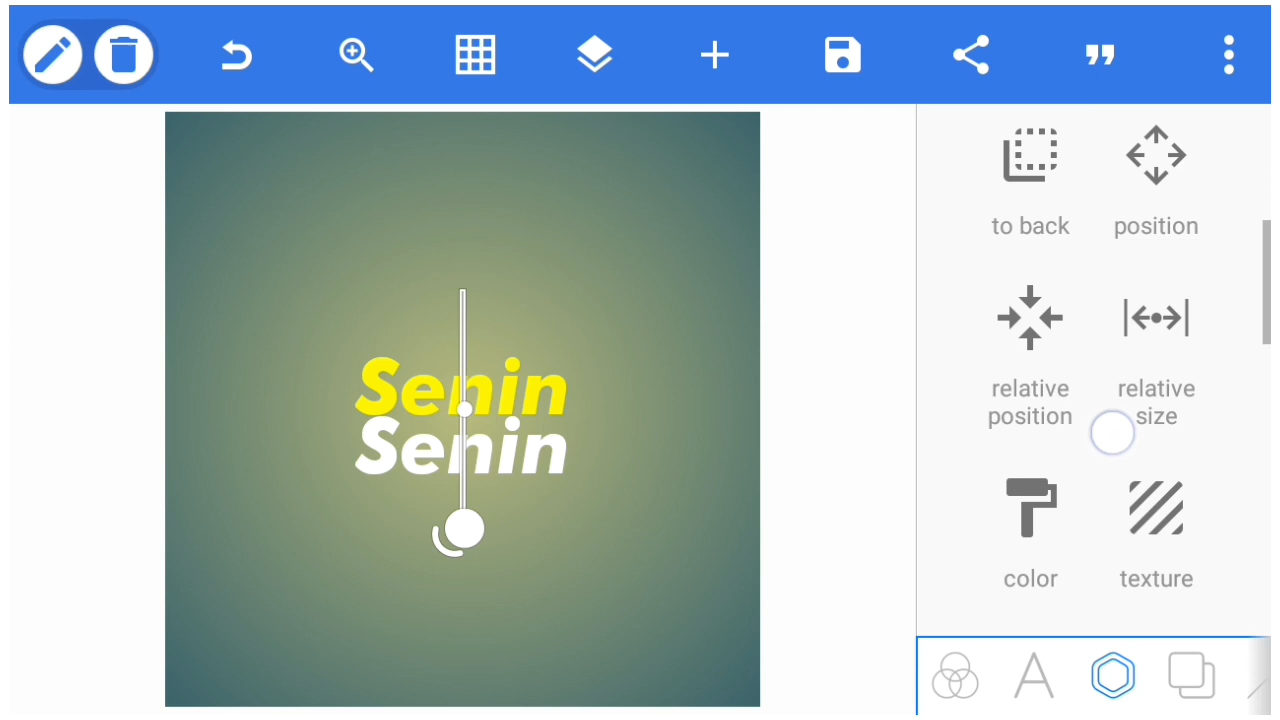 to back
position
relative
position
relative
size
color
texture
Senin
Senin